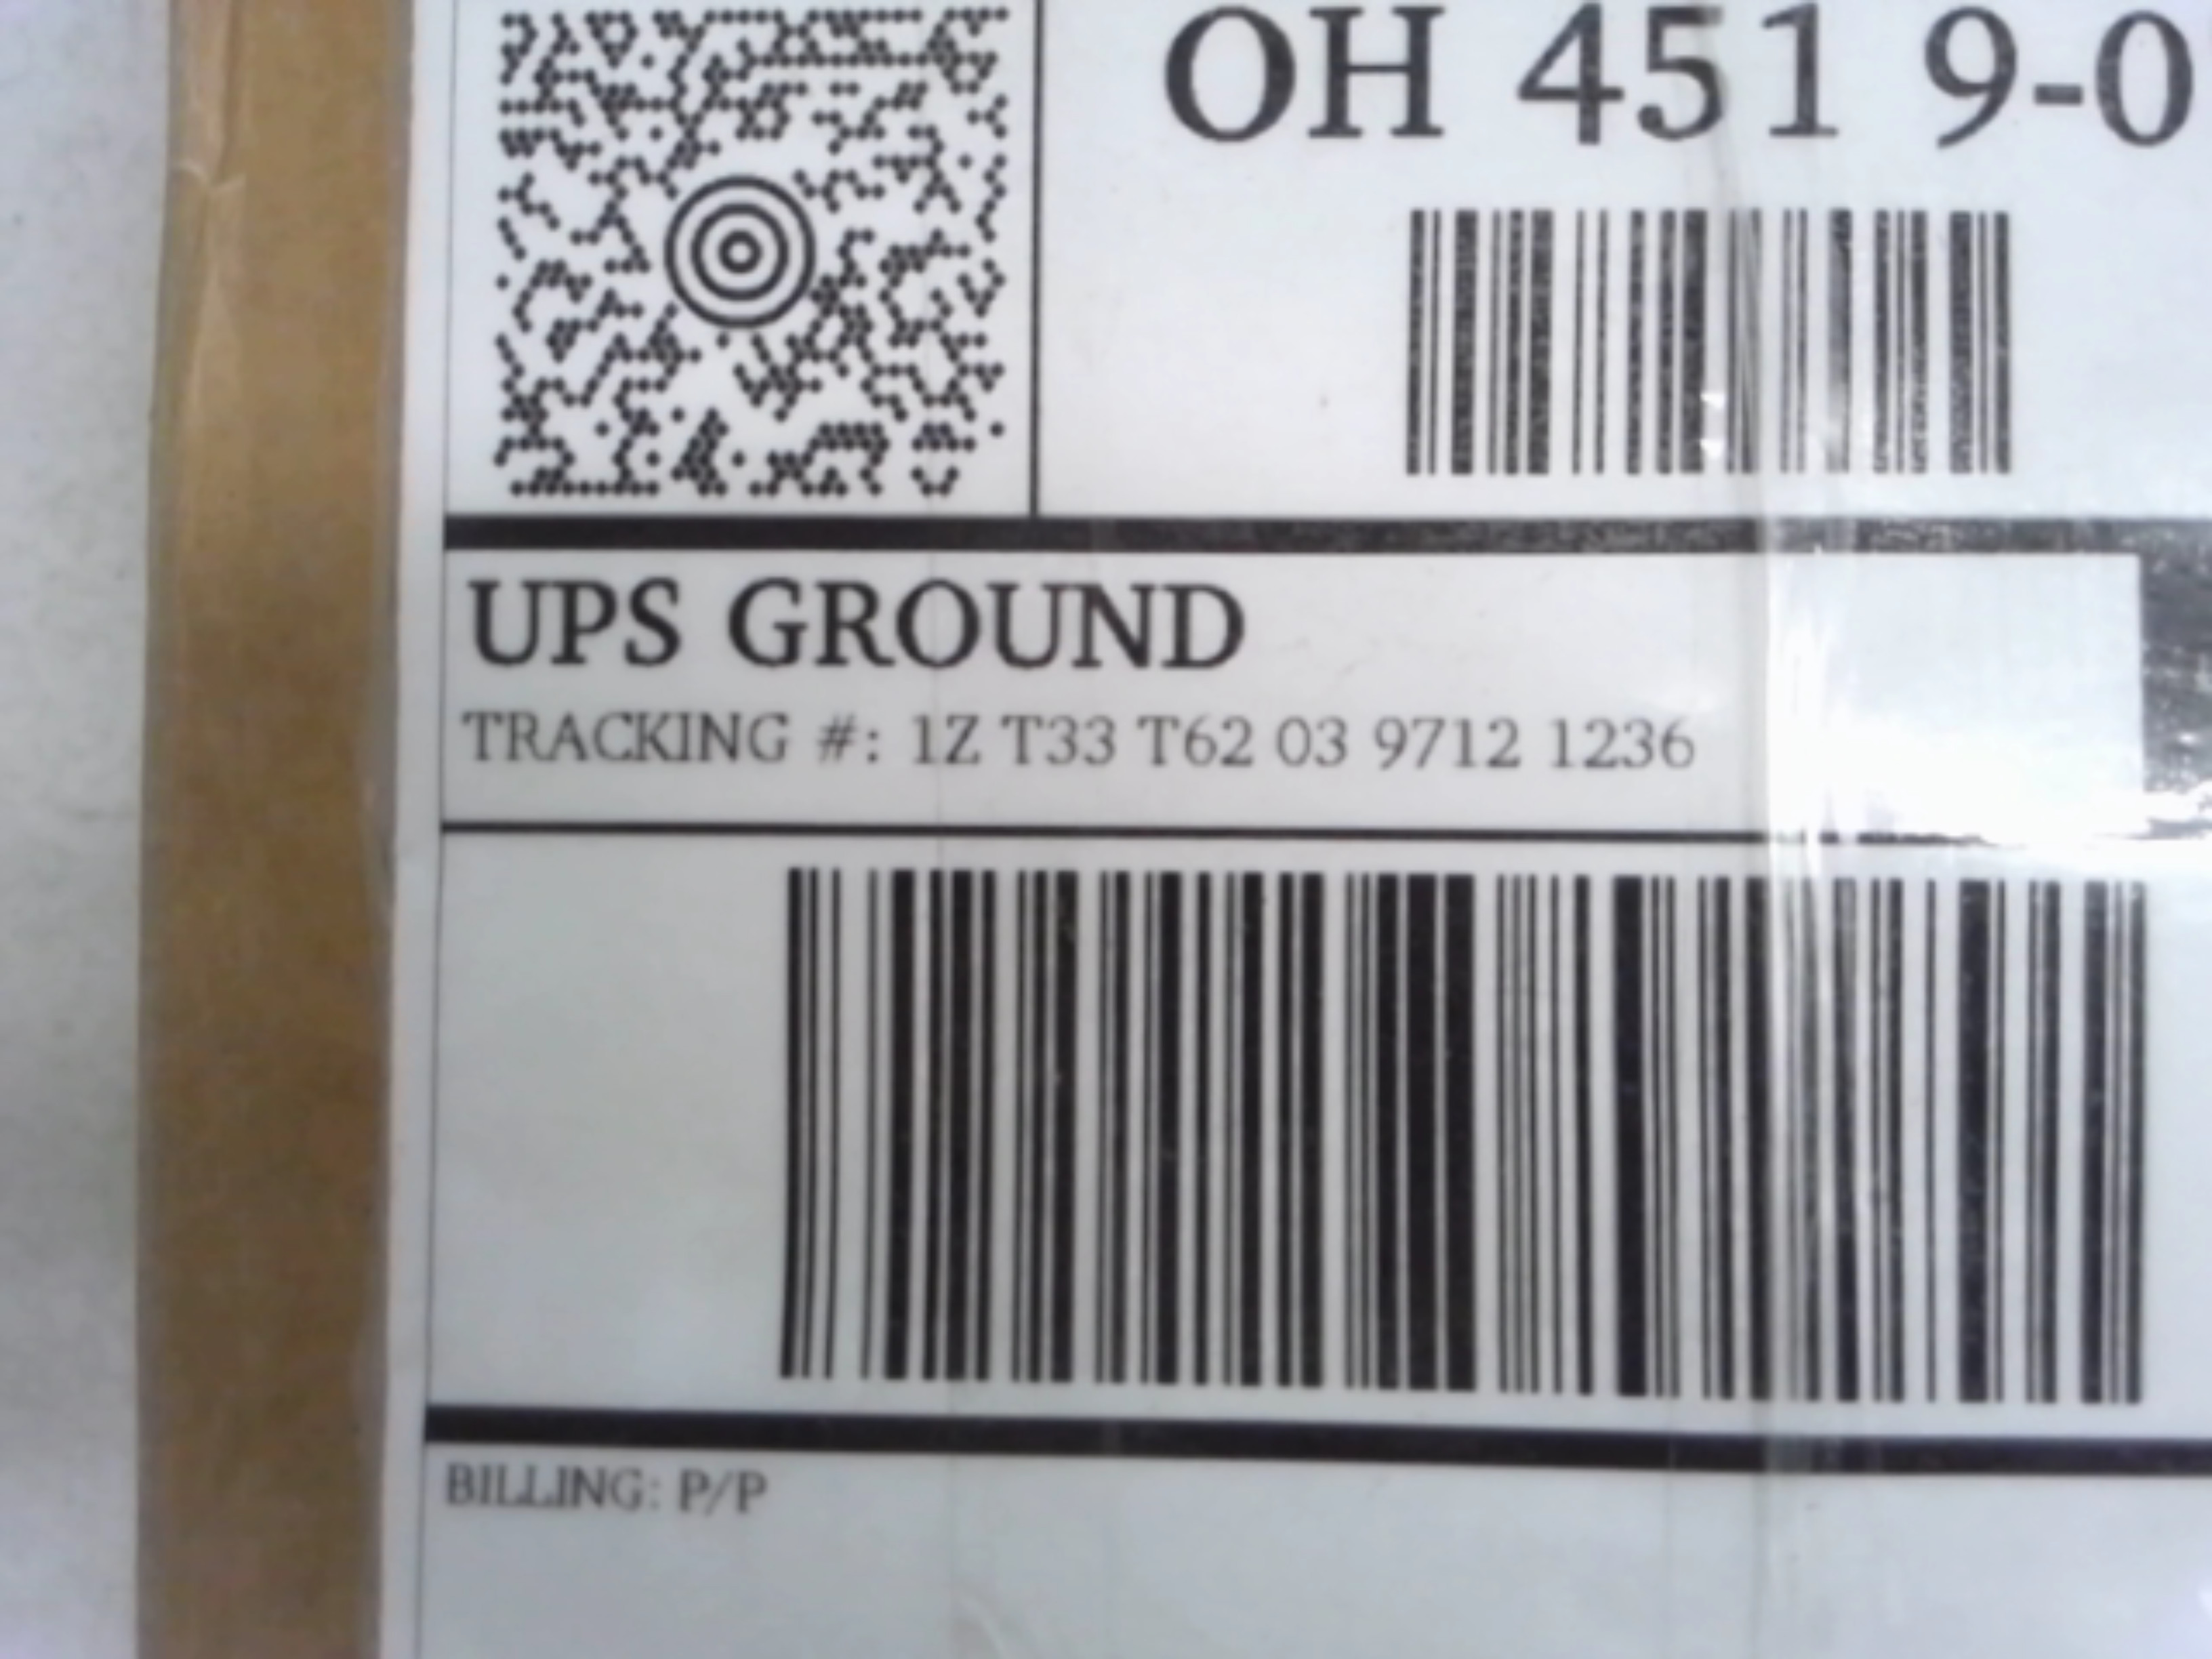 OH 451 9-0
UPS GROUND
TRACKING #: 1Z T33 T62 03 9712 1236
BILLING: P/P